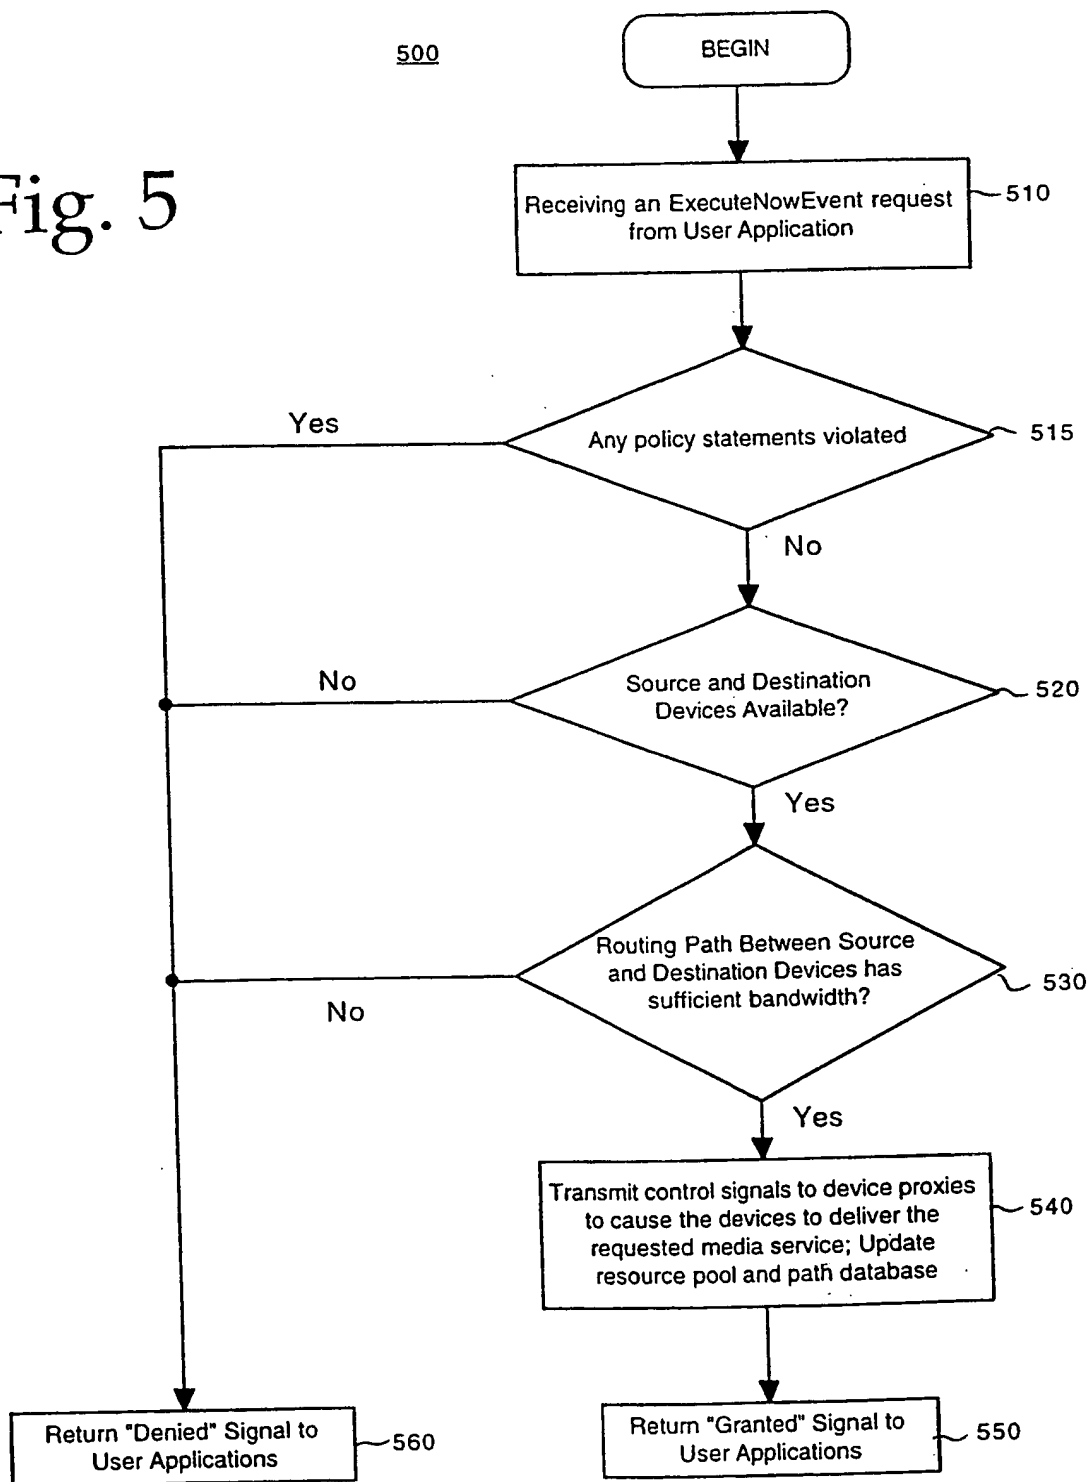 500
BEGIN
Fig. 5
Receiving an ExecuteNowEvent request
from User Application
510
Yes
Any policy statements violated
515
No
No
Source and Destination
Devices Available?
520
Yes
Routing Path Between Source
and Destination Devices has
sufficient bandwidth?
530
No
Yes
Transmit control signals to device proxies
to cause the devices to deliver the
requested media service; Update
resource pool and path database
540
Return "Denied" Signal to
User Applications
560
Return "Granted" Signal to
User Applications
550